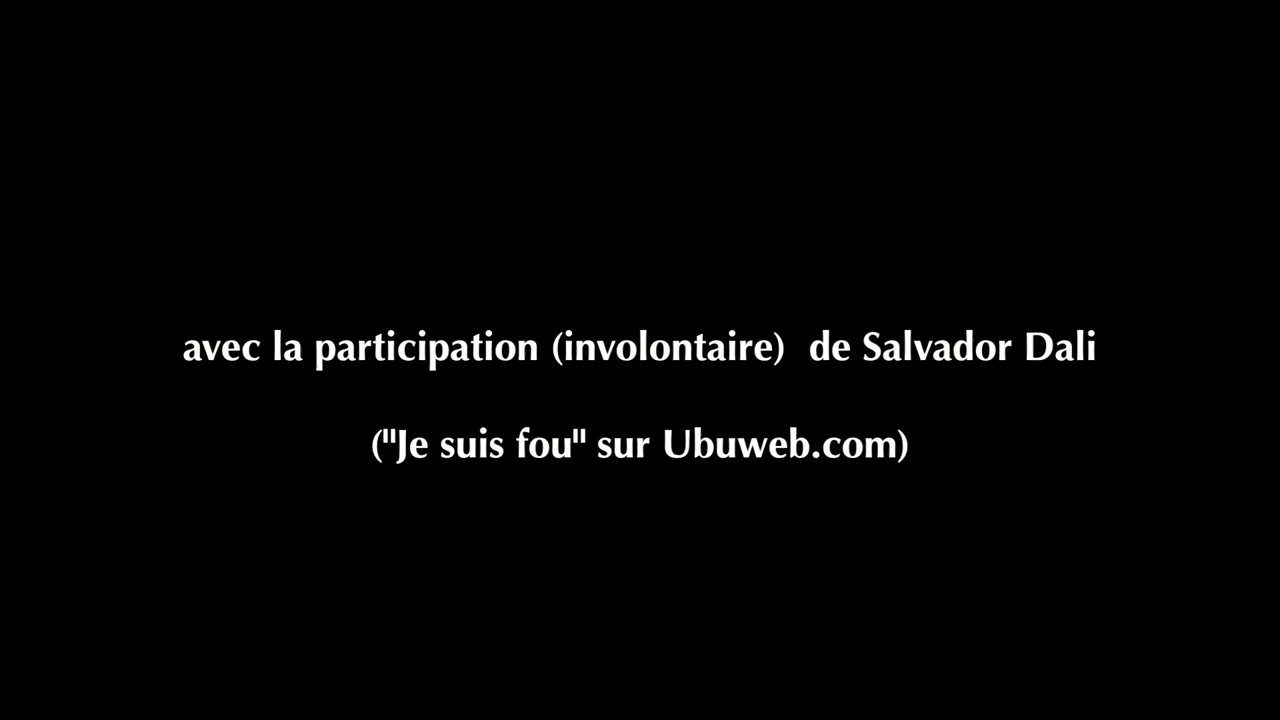 avec la participation (involontaire)  de Salvador Dali
("Je suis fou" sur Ubuweb.com)